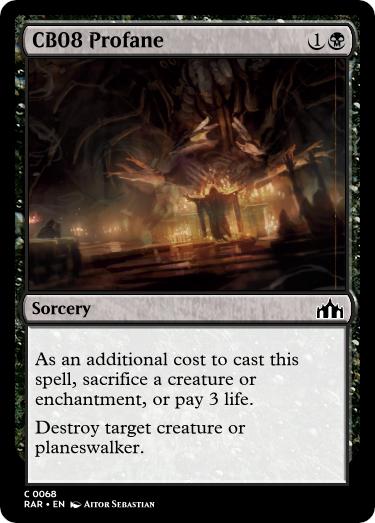 CB08 Profane
1
Sorcery
As an additional cost to cast this
spell, sacrifice a creature or
enchantment, or pay 3 life.
Destroy target creature or
planeswalker.
C 0068
RAR • EN Aitor Sebastian